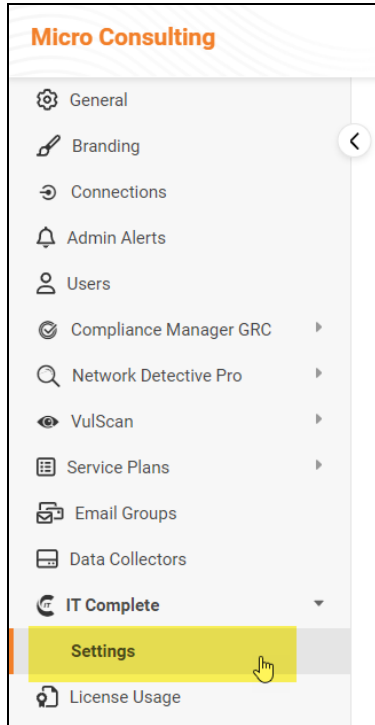 Micro Consulting
General
Branding
Connections
Admin Alerts
Users
Compliance Manager GRC
Network Detective Pro
VulScan
Service Plans
Email Groups
Data Collectors
IT Complete
Settings
License Usage